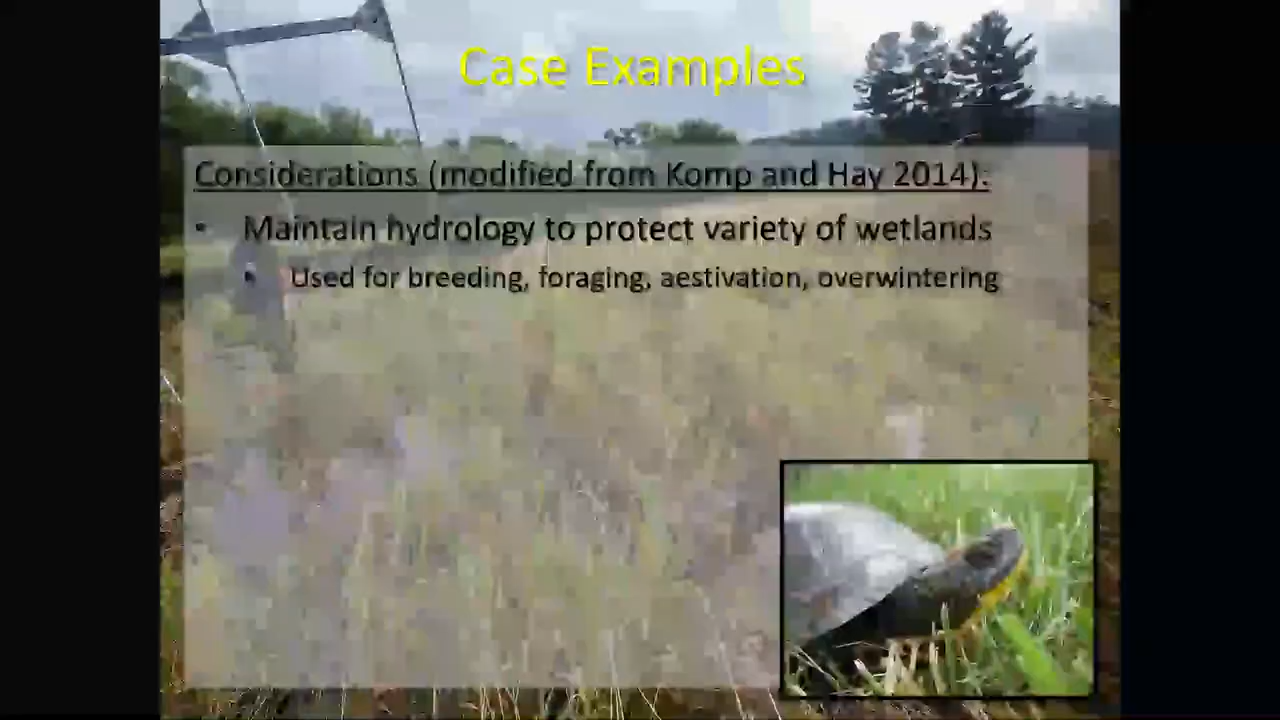 Case Examples
Considerations (modified from Komp and Hay 2014):
• Maintain hydrology to protect variety of wetlands
• Used for breeding, foraging, aestivation, overwintering